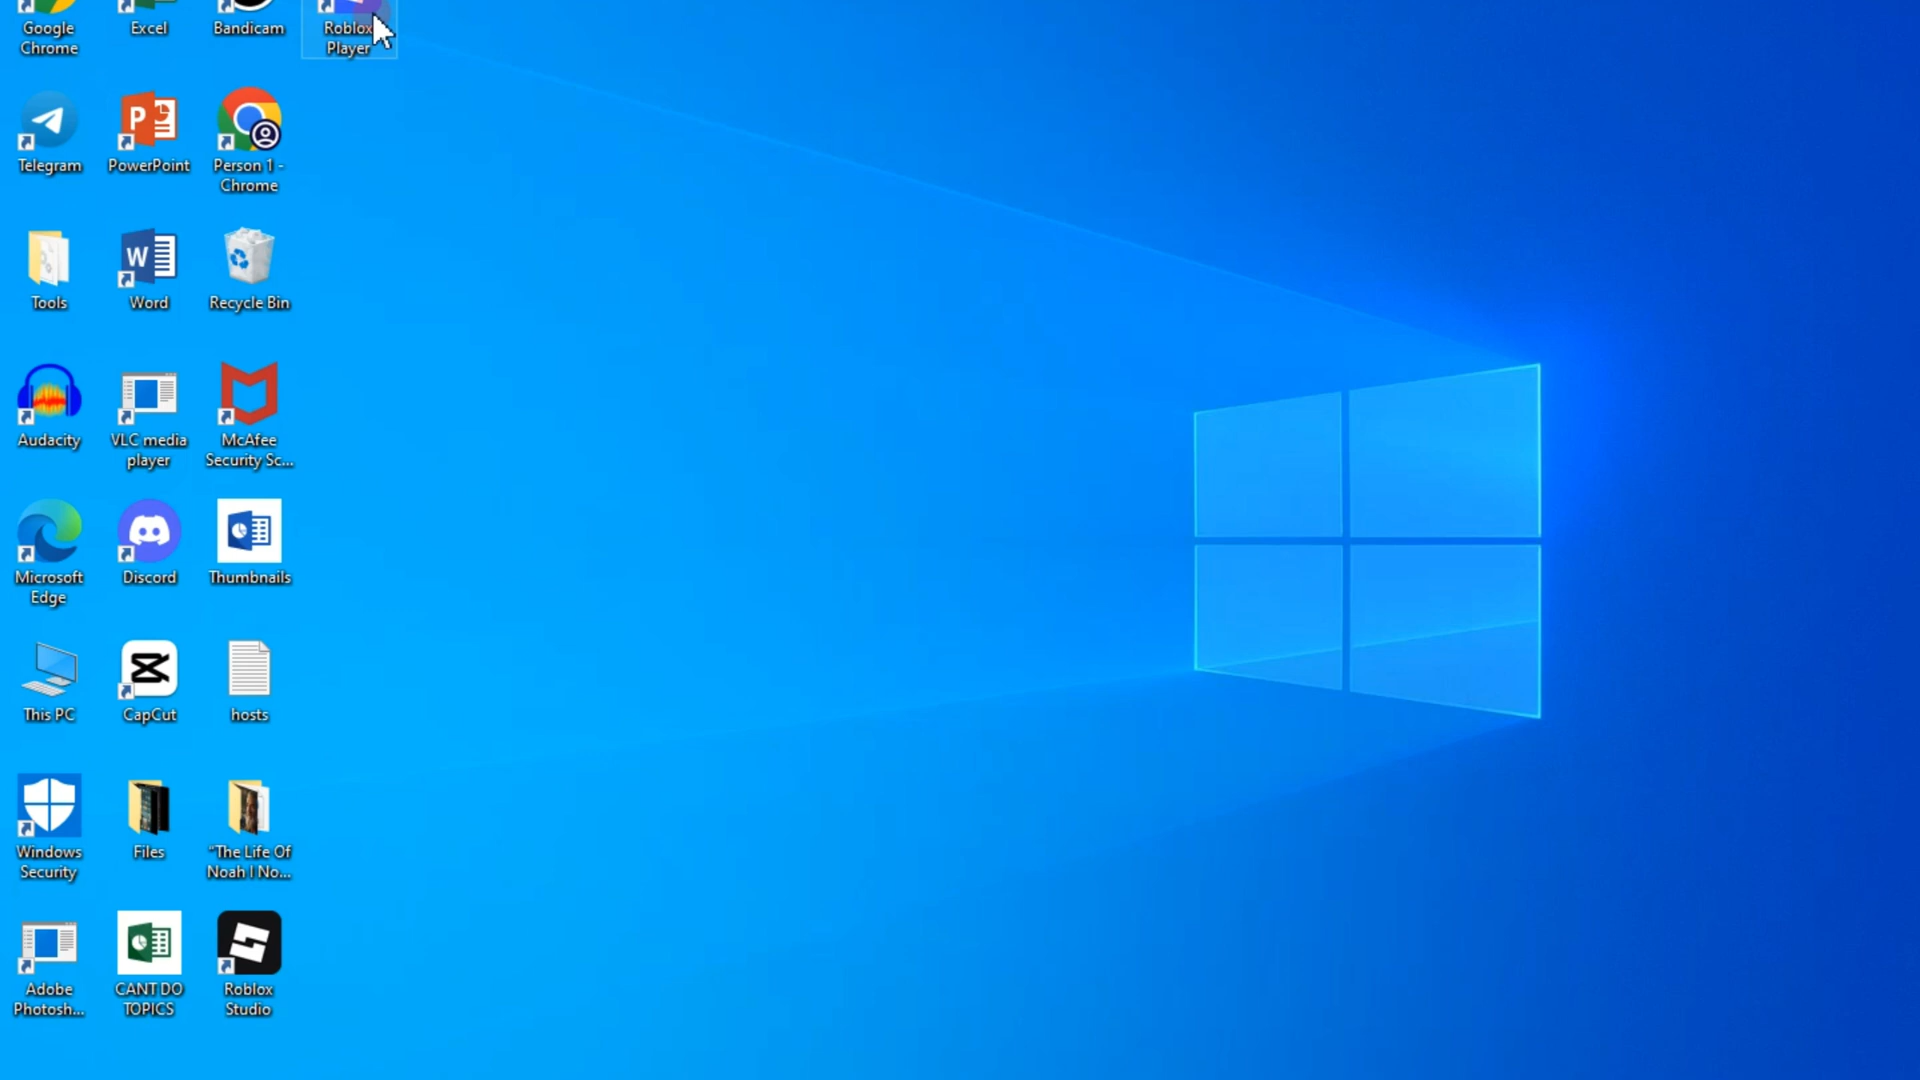 Google
Chrome
Excel
Bandicam
Roblox
Player
Telegram
PowerPoint
Person 1 -
Chrome
Tools
Word
Recycle Bin
Audacity
VLC media
player
McAfee
Security Sc...
Microsoft
Edge
Discord
Thumbnails
This PC
CapCut
hosts
Windows
Security
Files
"The Life Of
Noah I No...
Adobe
Photosh...
CANT DO
TOPICS
Roblox
Studio